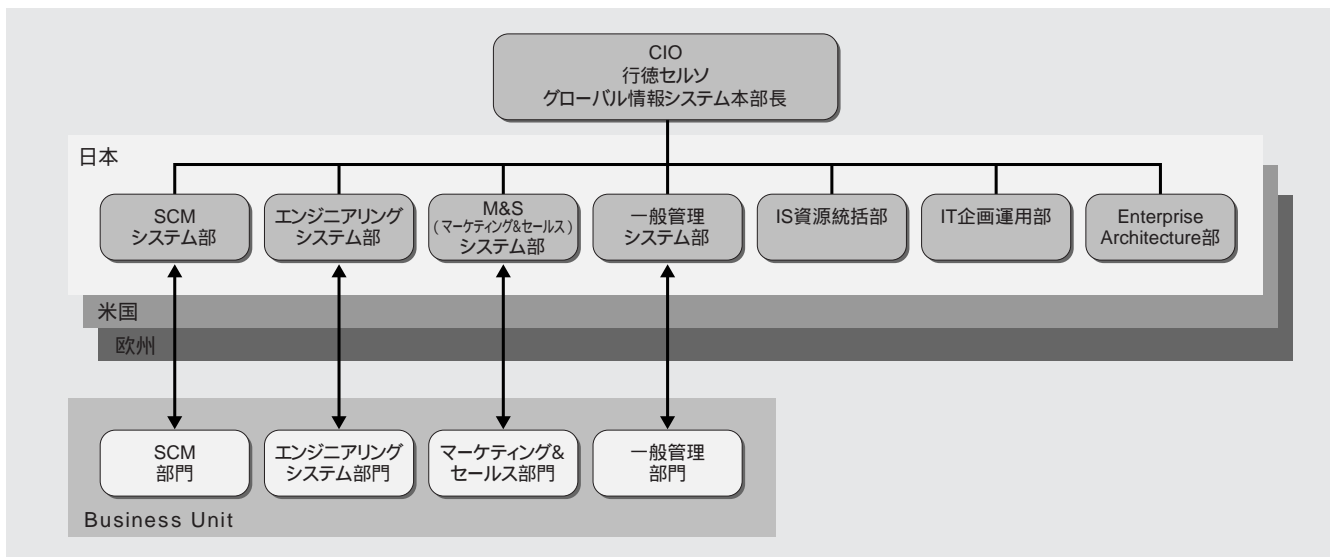 CIO
行徳セルソ
グローバル情報システム本部長
日本
SCM
システム部
エンジニアリング
システム部
M&S
(マーケティング&セールス)
システム部
一般管理
システム部
IS資源統括部
IT企画運用部
Enterprise
Architecture部
米国
欧州
SCM
部門
エンジニアリング
システム部門
マーケティング&
セールス部門
一般管理
部門
Business Unit